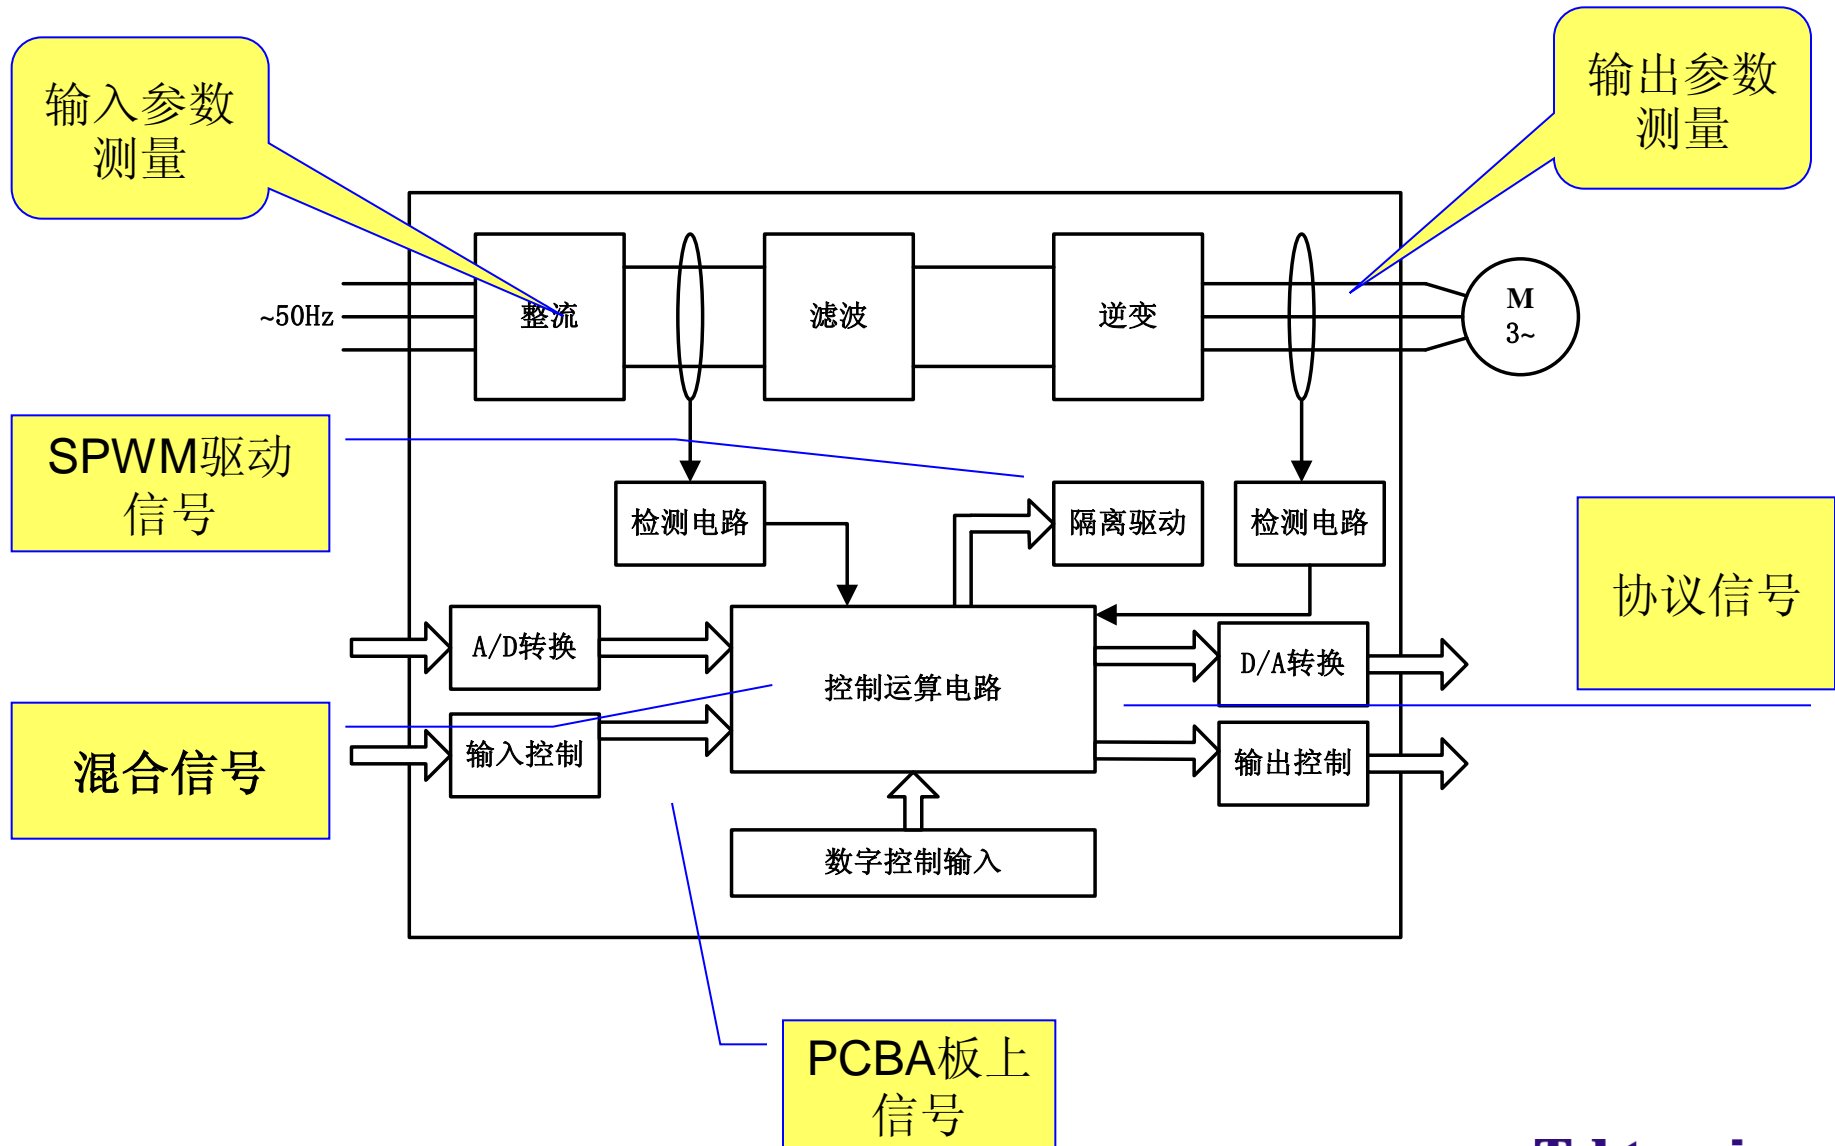 输入参数
测量
输出参数
测量
~50Hz
整流
滤波
逆变
M
3~
SPWM驱动
信号
检测电路
隔离驱动
检测电路
协议信号
A/D转换
控制运算电路
D/A转换
混合信号
输入控制
输出控制
数字控制输入
PCBA板上
信号